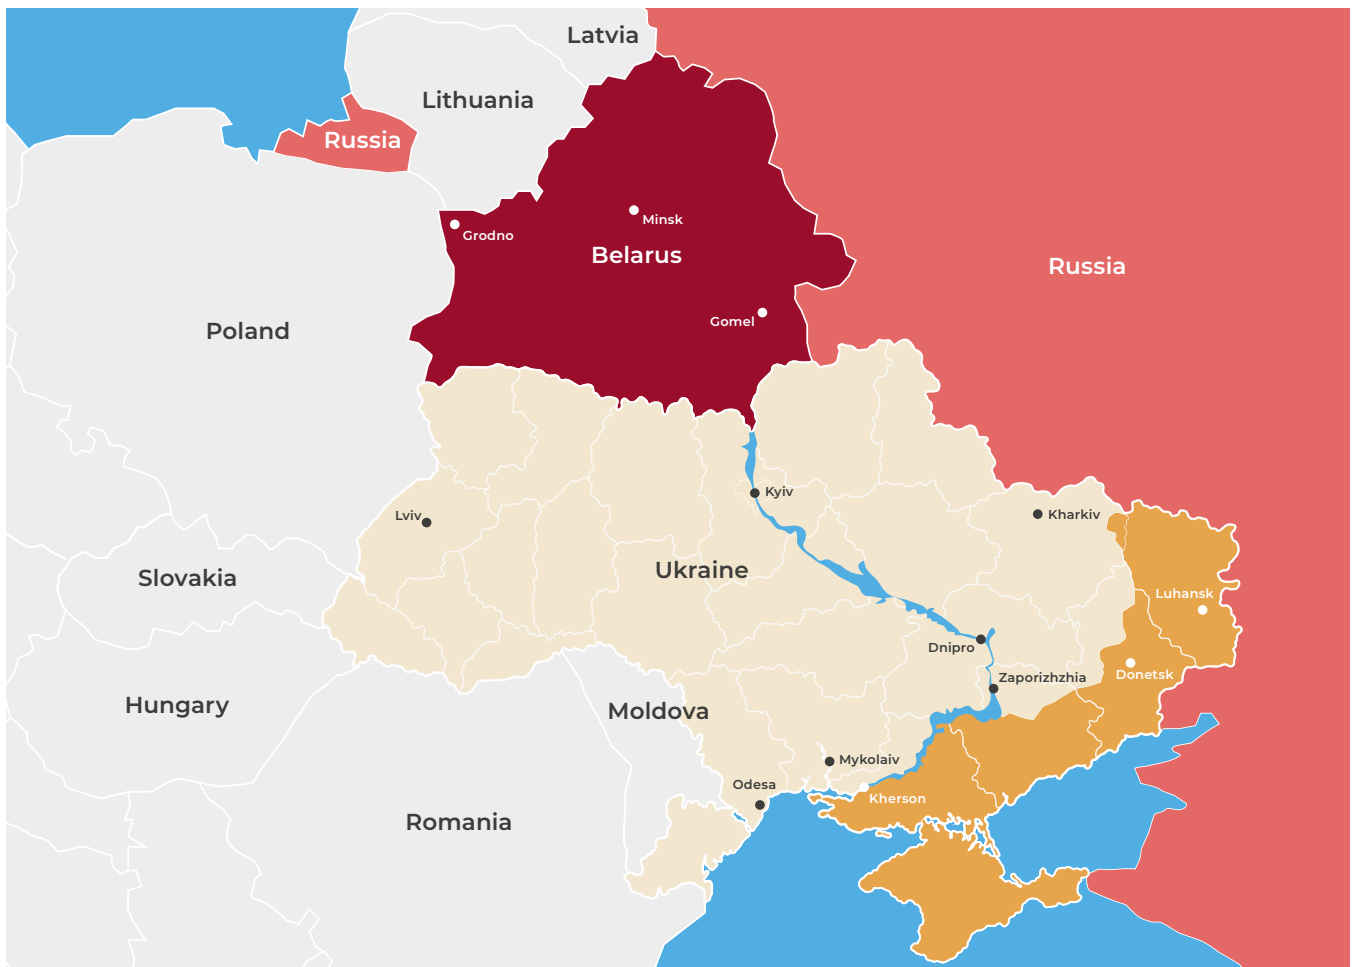 Latvia
Lithuania
Russia
Minsk
Grodno
Belarus
Russia
Gomel
Poland
Kyiv
Lviv
Kharkiv
Ukraine
Slovakia
Luhansk
Dnipro
Donetsk
Zaporizhzhia
Hungary
Moldova
Mykolaiv
Odesa
Kherson
Romania